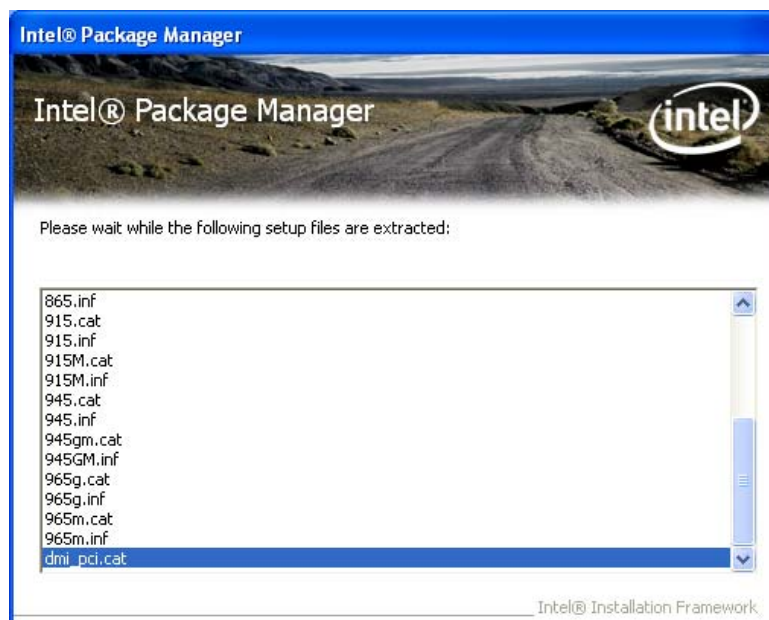 Intel® Package Manager
Intel® Package Manager
intel
Please wait while the following setup files are extracted:
865.inf
915.cat
915.inf
915M.cat
915M.inf
945.cat
945.inf
945gm.cat
945GM.inf
965g.cat
965g.inf
965m.cat
965m.inf
dmi_pci.cat
Intel® Installation Framework